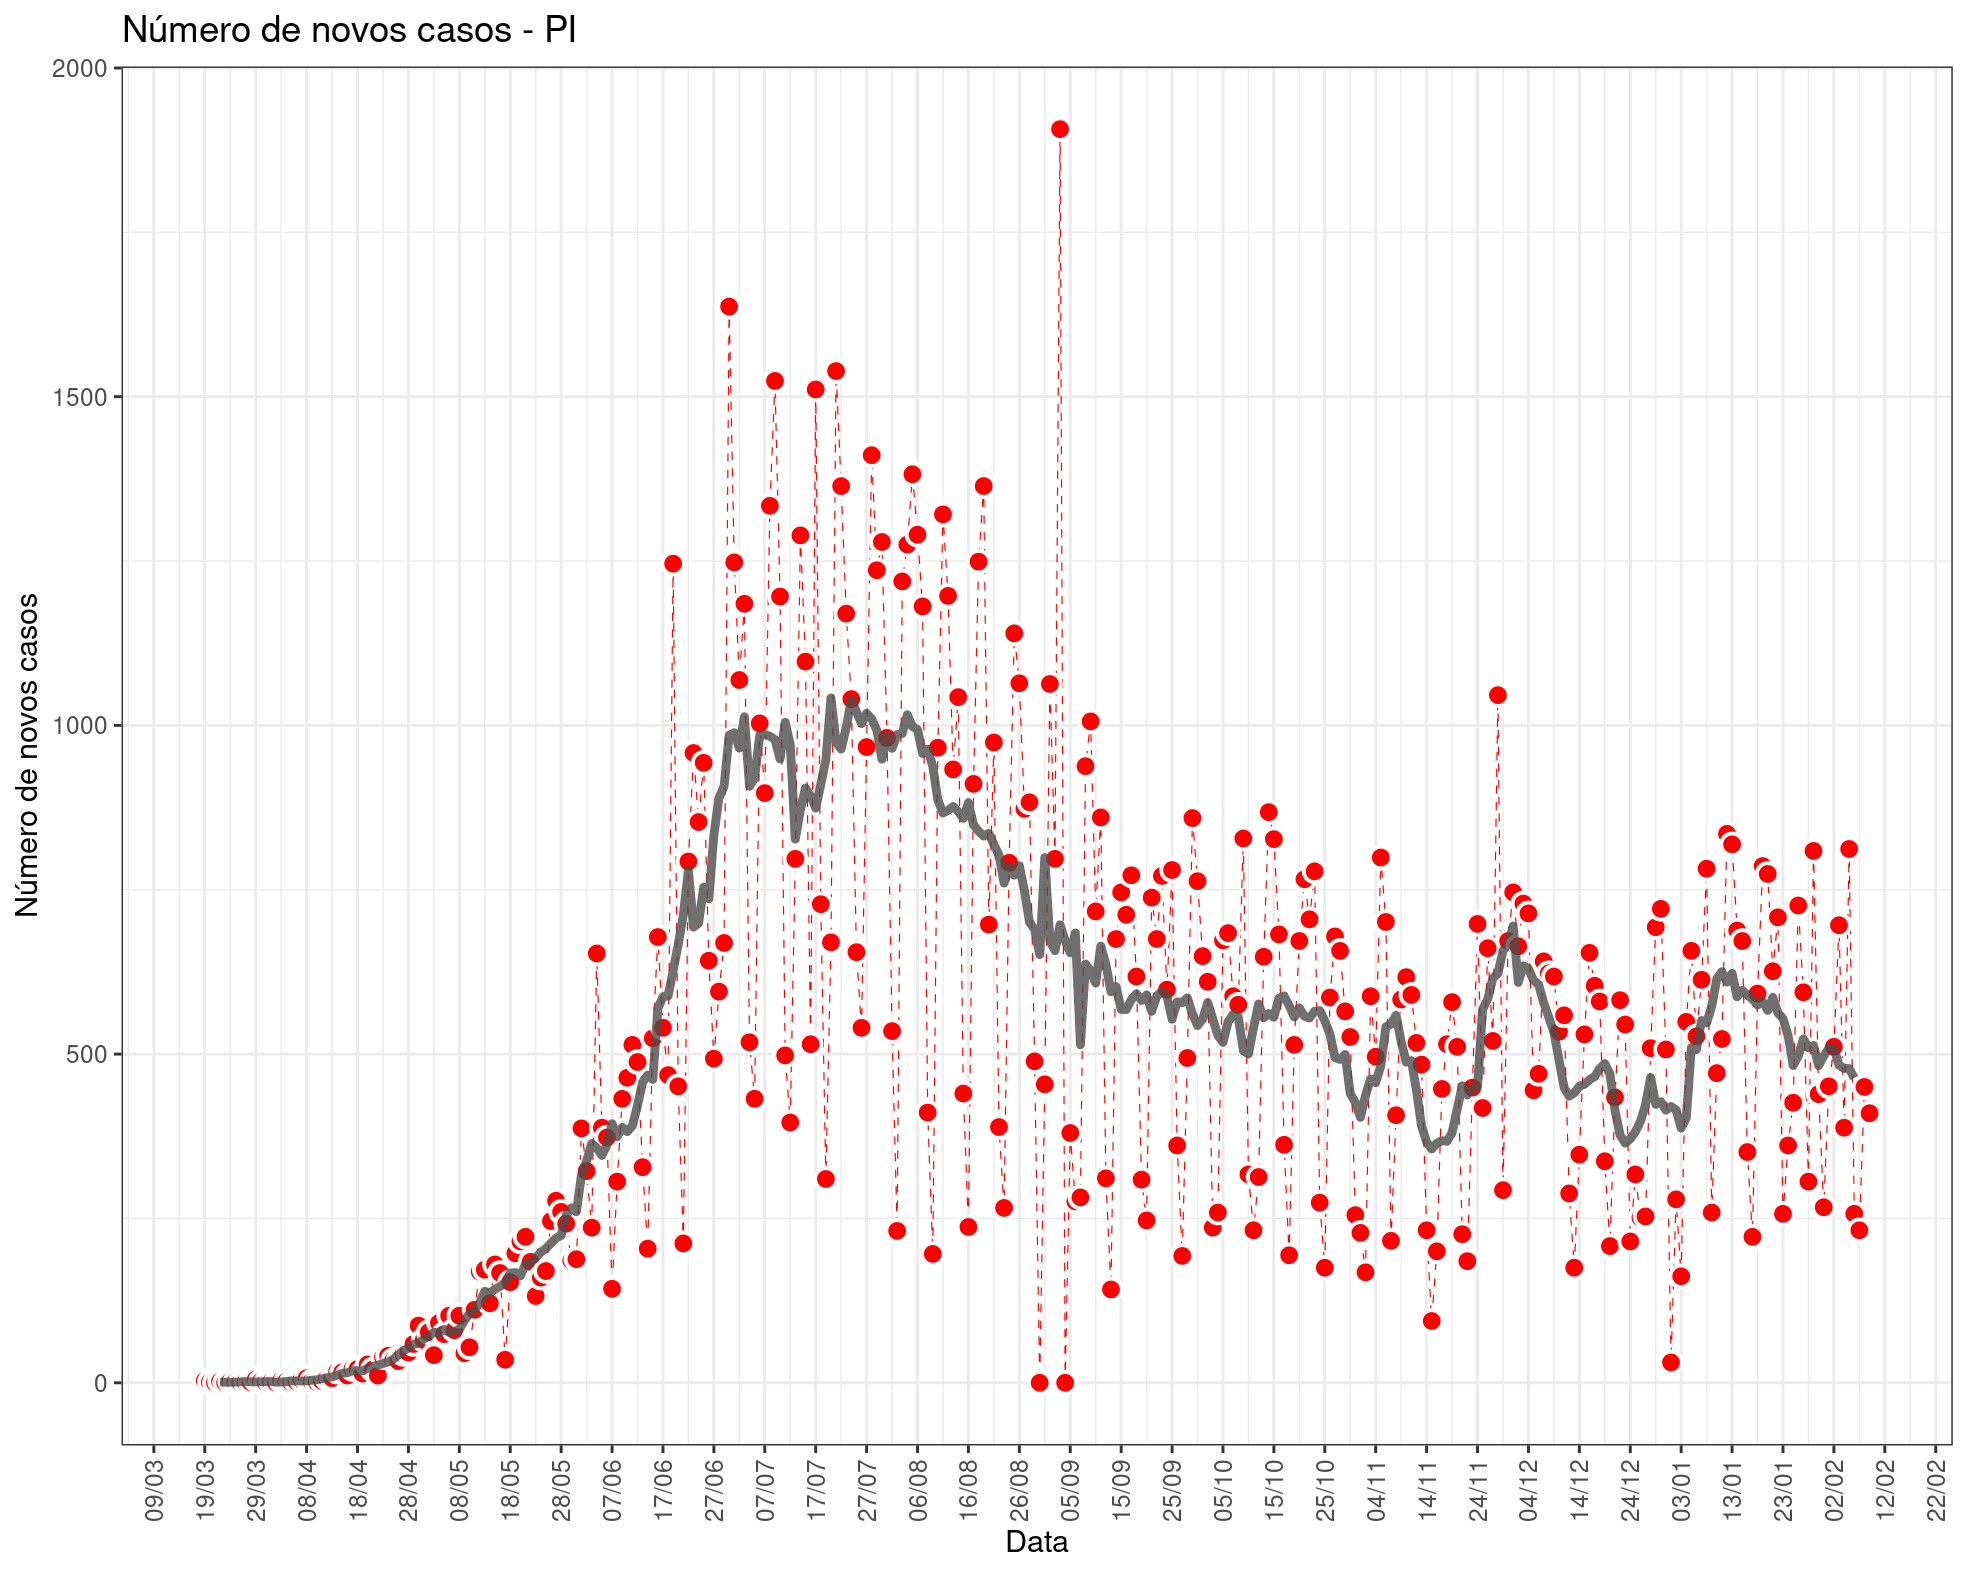 Número de novos casos - PI
Número de novos casos
2000
1500
1000
500
0
09/03 19/03 29/03 08/04 18/04 28/04 08/05 18/05 28/05 07/06 17/06 27/06 07/07 17/07 27/07 06/08 16/08 26/08 05/09 15/09 25/09 05/10 15/10 25/10 04/11 14/11 24/11 04/12 14/12 24/12 03/01 13/01 23/01 02/02 12/02 22/02
Data